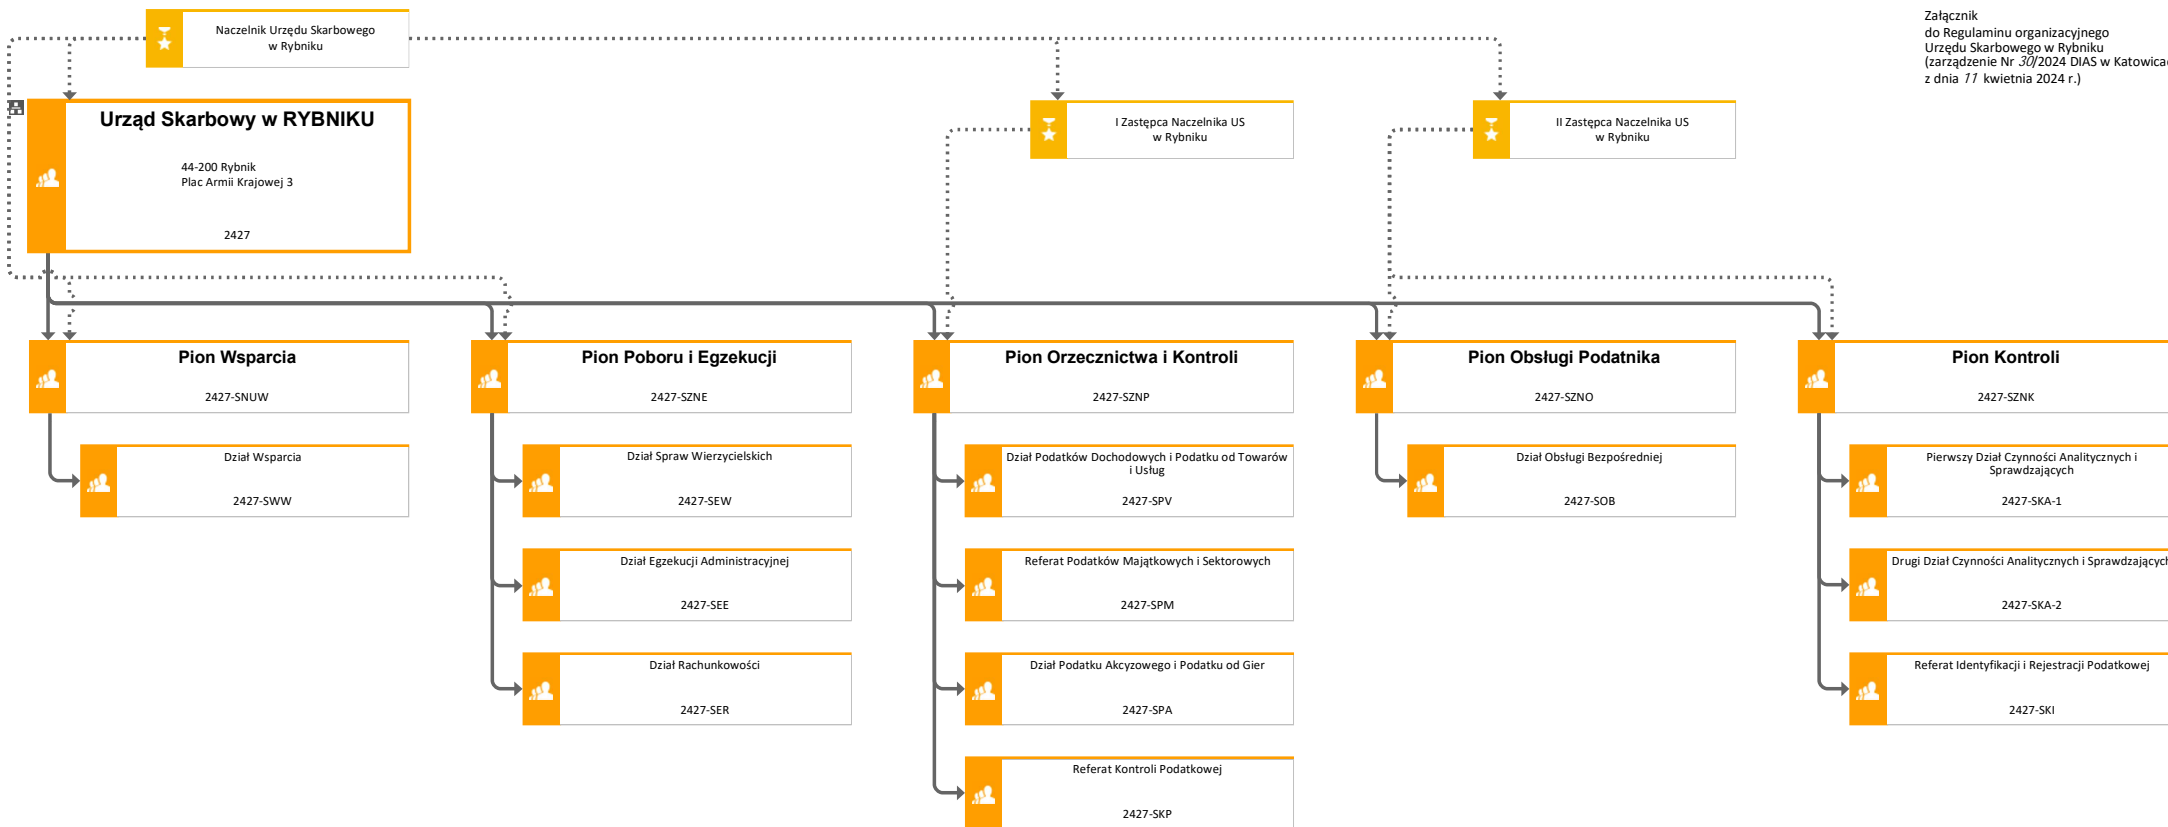 Naczelnik Urzędu Skarbowego
w Rybniku
Załącznik
do Regulaminu organizacyjnego
Urzędu Skarbowego w Rybniku
(zarządzenie Nr 30/2024 DIAS w Katowicac
z dnia 11 kwietnia 2024 r.)
Urząd Skarbowy w RYBNIKU
44-200 Rybnik
Plac Armii Krajowej 3
2427
I Zastępca Naczelnika US
w Rybniku
II Zastępca Naczelnika US
w Rybniku
Pion Wsparcia
2427-SNUW
Dział Wsparcia
2427-SWW
Pion Poboru i Egzekucji
2427-SZNE
Dział Spraw Wierzycielskich
2427-SEW
Dział Egzekucji Administracyjnej
2427-SEE
Dział Rachunkowości
2427-SER
Pion Orzecznictwa i Kontroli
2427-SZNP
Dział Podatków Dochodowych i Podatku od Towarów
i Usług
2427-SPV
Referat Podatków Majątkowych i Sektorowych
2427-SPM
Dział Podatku Akcyzowego i Podatku od Gier
2427-SPA
Referat Kontroli Podatkowej
2427-SKP
Pion Obsługi Podatnika
2427-SZNO
Dział Obsługi Bezpośredniej
2427-SOB
Pion Kontroli
2427-SZNK
Pierwszy Dział Czynności Analitycznych i
Sprawdzających
2427-SKA-1
Drugi Dział Czynności Analitycznych i Sprawdzających
2427-SKA-2
Referat Identyfikacji i Rejestracji Podatkowej
2427-SKI